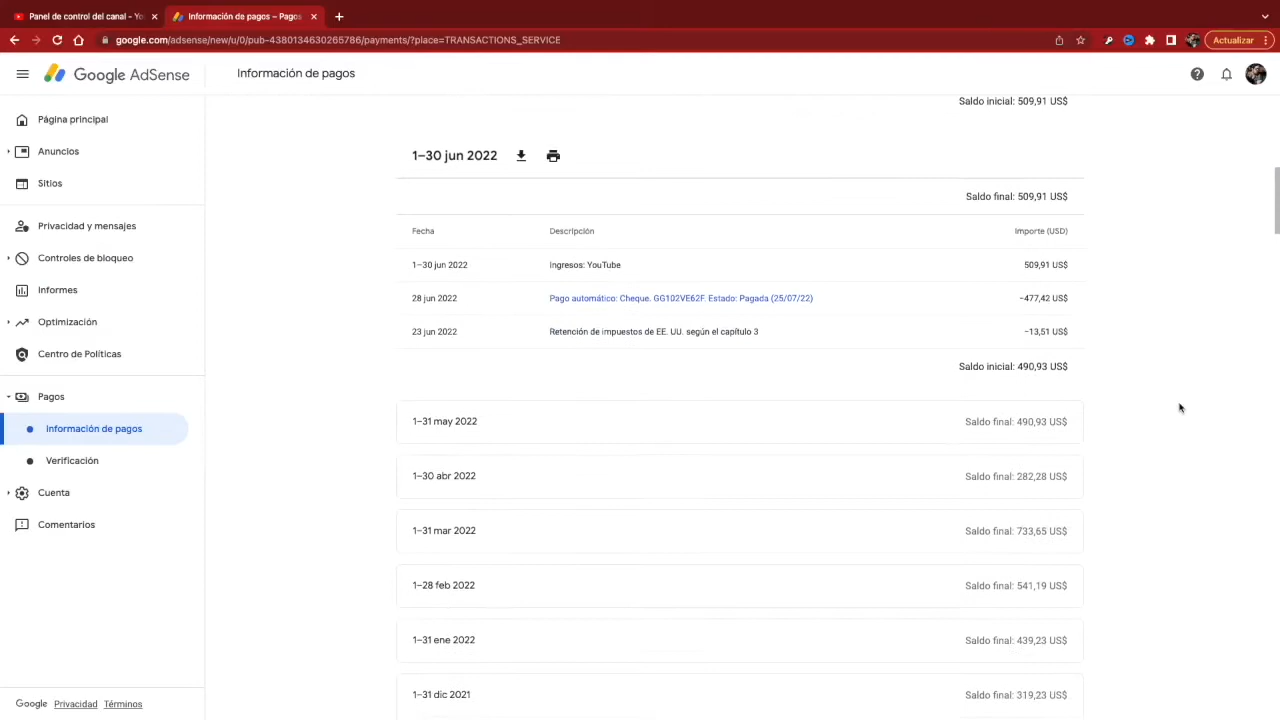 Panel de control del canal - Yo
Información de pagos – Pagos
google.com/adsense/new/u/0/pub-4380134630265786/payments/?place=TRANSACTIONS_SERVICE
Actualizar
Google AdSense
Información de pagos
Página principal
Anuncios
Sitios
Privacidad y mensajes
Controles de bloqueo
Informes
Optimización
Centro de Políticas
Pagos
Información de pagos
Verificación
Cuenta
Comentarios
Google Privacidad Términos
Saldo inicial: 509,91 US$
1–30 jun 2022
Saldo final: 509,91 US$
Fecha Descripción Importe (USD)
1–30 jun 2022 Ingresos: YouTube 509,91 US$
28 jun 2022 Pago automático: Cheque. GG102VE62F. Estado: Pagada (25/07/22) −477,42 US$
23 jun 2022 Retención de impuestos de EE. UU. según el capítulo 3 −13,51 US$
Saldo inicial: 490,93 US$
1–31 may 2022 Saldo final: 490,93 US$
1–30 abr 2022 Saldo final: 282,28 US$
1–31 mar 2022 Saldo final: 733,65 US$
1–28 feb 2022 Saldo final: 541,19 US$
1–31 ene 2022 Saldo final: 439,23 US$
1–31 dic 2021 Saldo final: 319,23 US$